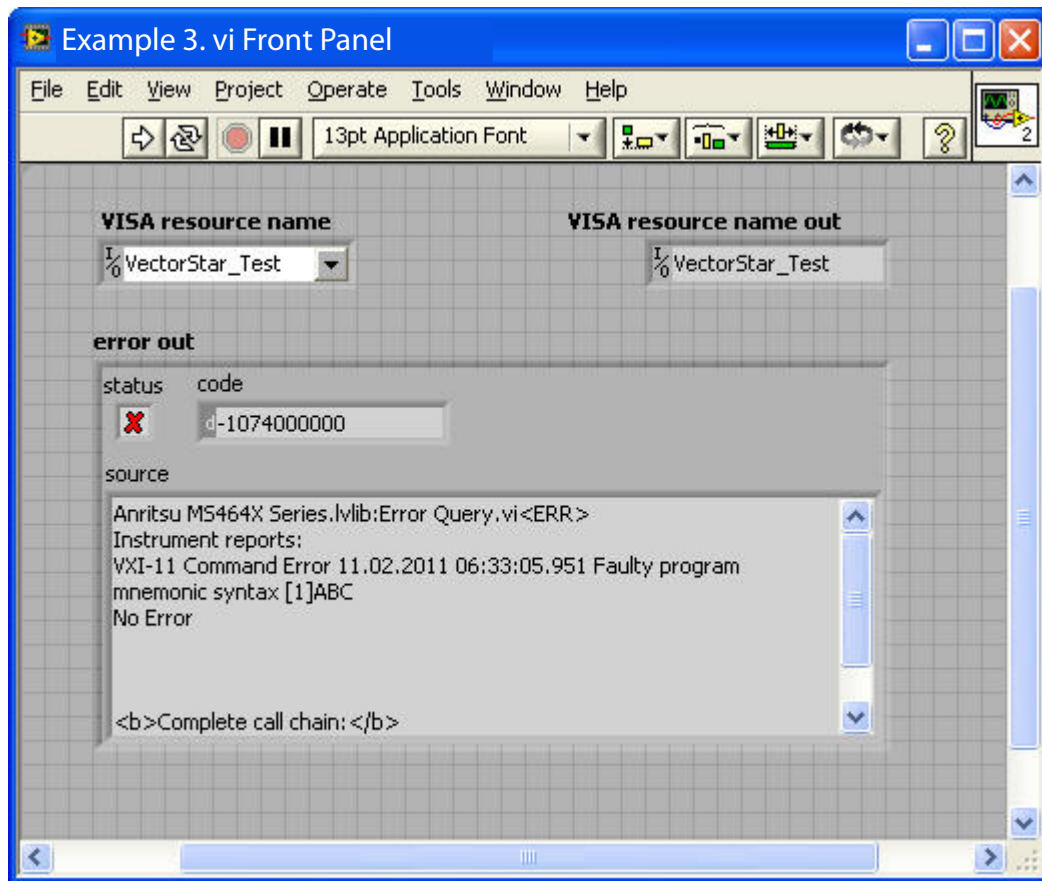 Example 3. vi Front Panel
File Edit View Project Operate Tools Window Help
13pt Application Font
2
VISA resource name
VISA resource name out
I/O VectorStar_Test
I/O VectorStar_Test
error out
status code
d -1074000000
source
Anritsu MS464X Series.lvlib:Error Query.vi<ERR>
Instrument reports:
VXI-11 Command Error 11.02.2011 06:33:05.951 Faulty program
mnemonic syntax [1]ABC
No Error
<b>Complete call chain:</b>